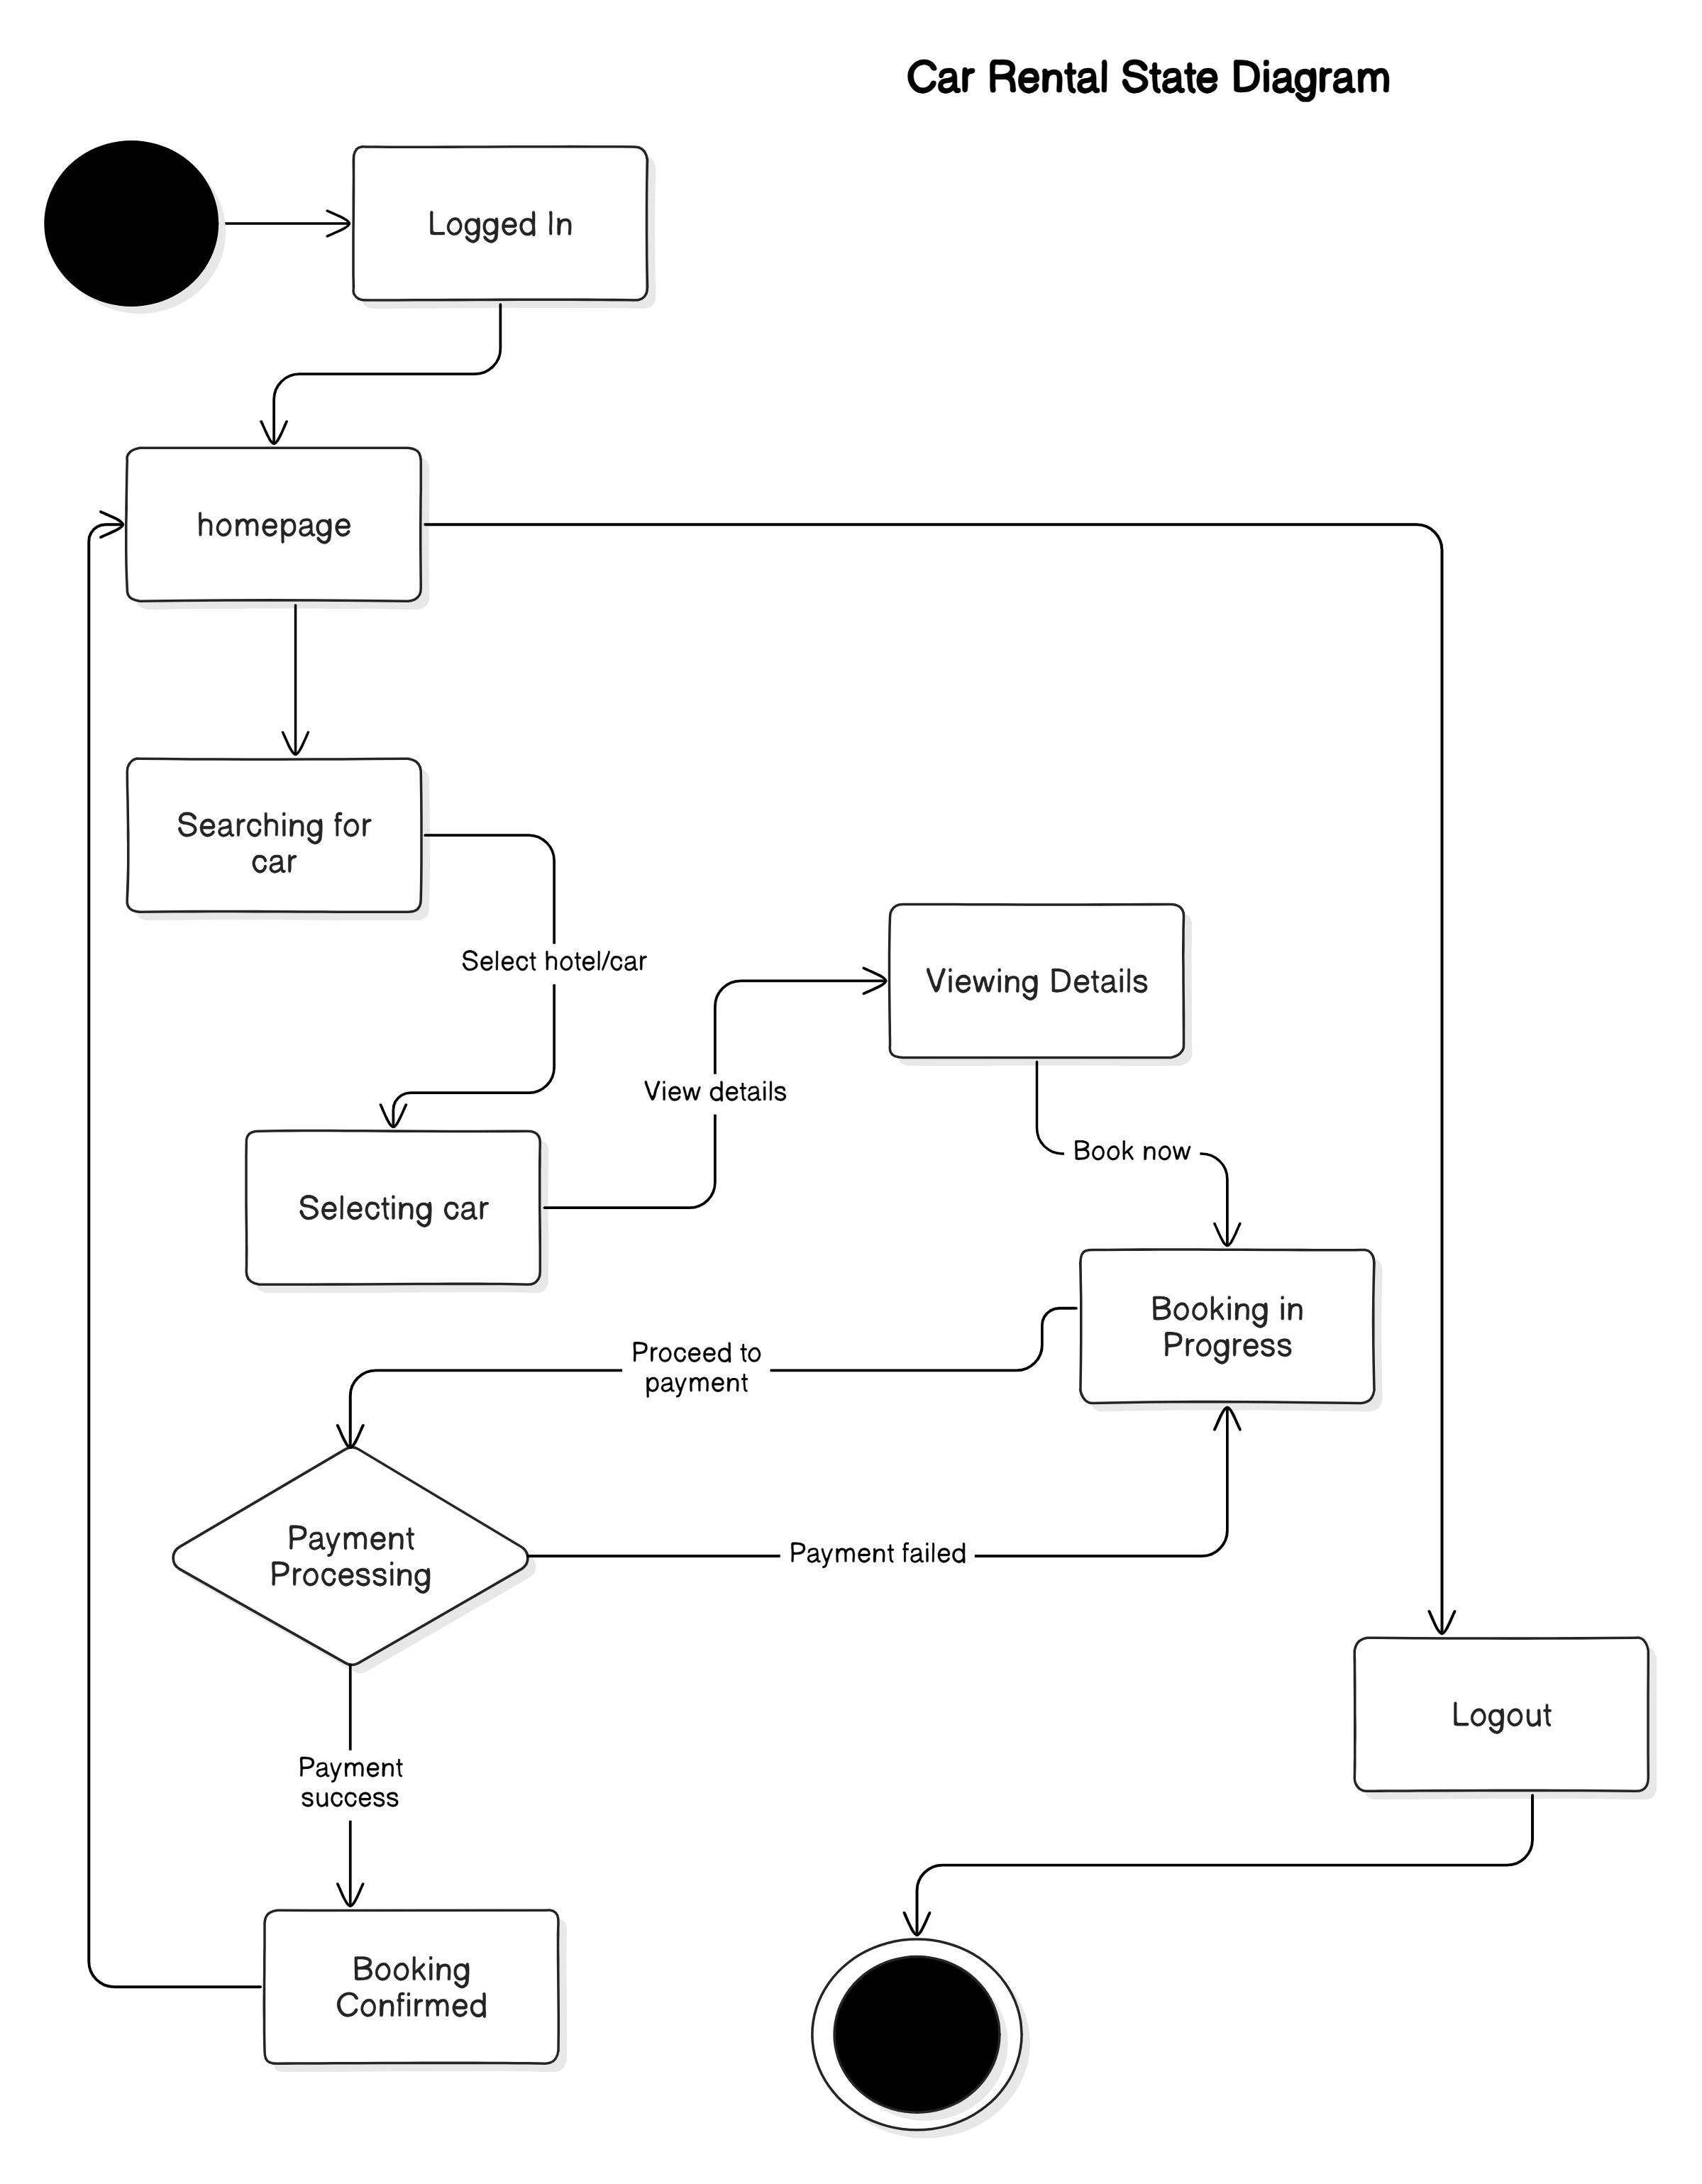 Car Rental State Diagram
Logged In
homepage
Searching for
car
Select hotel/car
Viewing Details
View details
Book now
Selecting car
Booking in
Progress
Proceed to
payment
Payment
Processing
Payment failed
Logout
Payment
success
Booking
Confirmed